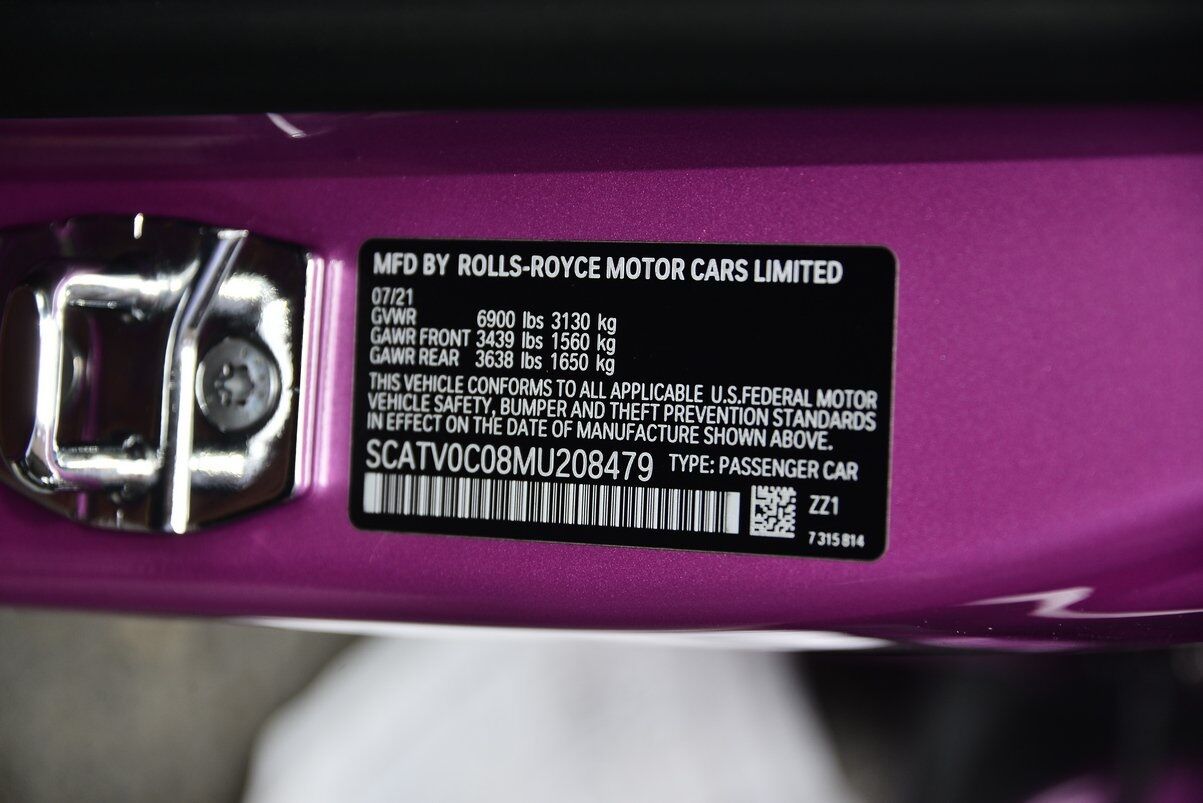 MFD BY ROLLS-ROYCE MOTOR CARS LIMITED
07/21
GVWR 6900 lbs 3130 kg
GAWR FRONT 3439 lbs 1560 kg
GAWR REAR 3638 lbs 1650 kg
THIS VEHICLE CONFORMS TO ALL APPLICABLE U.S.FEDERAL MOTOR
VEHICLE SAFETY, BUMPER AND THEFT PREVENTION STANDARDS
IN EFFECT ON THE DATE OF MANUFACTURE SHOWN ABOVE.
SCATV0C08MU208479 TYPE: PASSENGER CAR
ZZ1
7 315 814